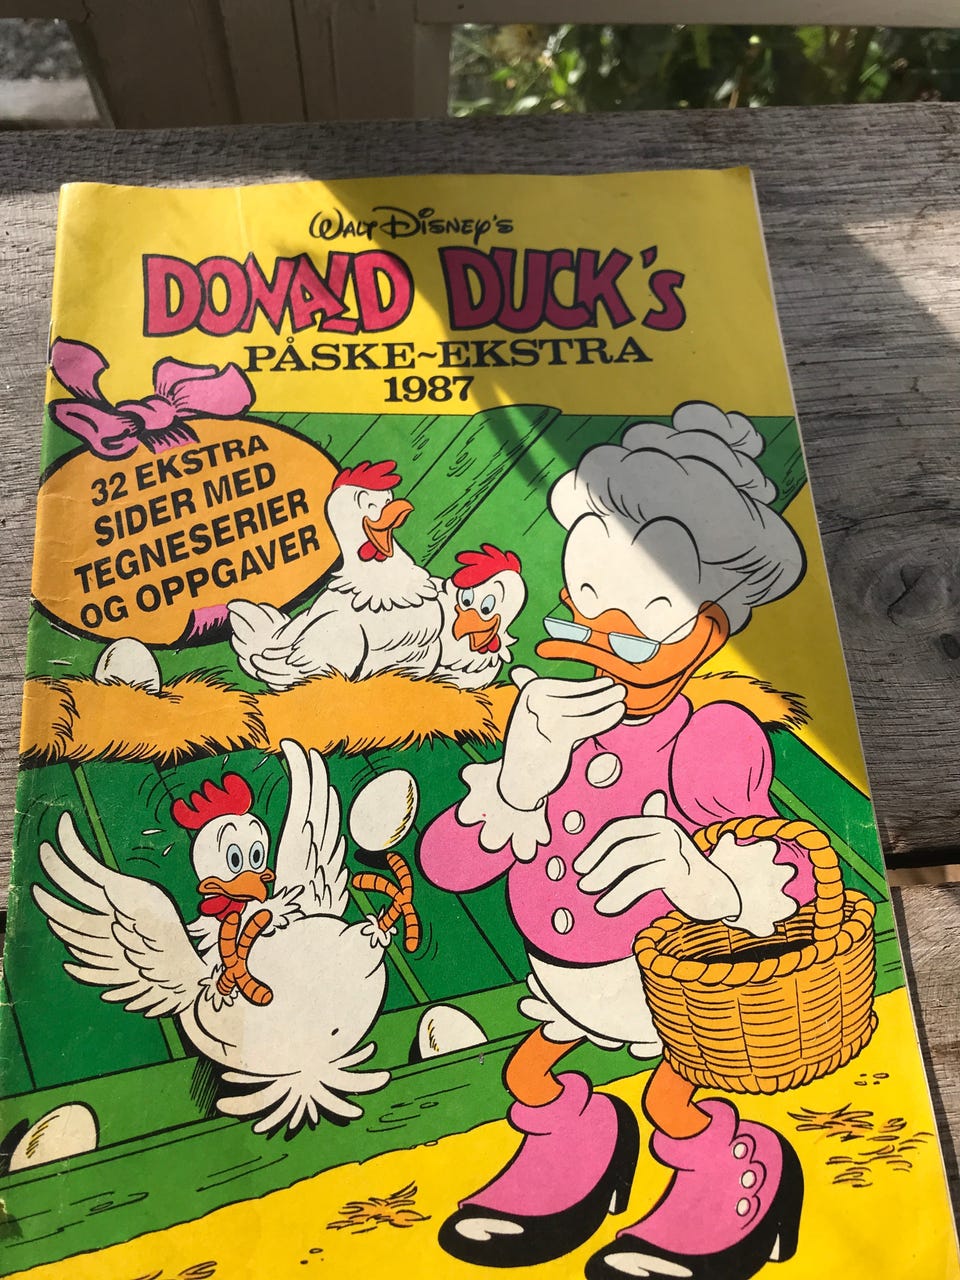 Walt Disney's
DONALD DUCK's
PÅSKE~EKSTRA
1987
32 EKSTRA
SIDER MED
TEGNESERIER
OG OPPGAVER